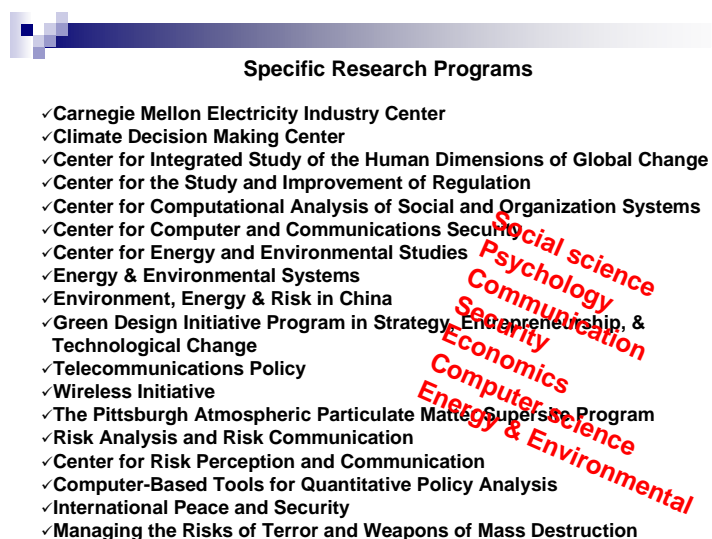 Specific Research Programs
✓Carnegie Mellon Electricity Industry Center
✓Climate Decision Making Center
✓Center for Integrated Study of the Human Dimensions of Global Change
✓Center for the Study and Improvement of Regulation
✓Center for Computational Analysis of Social and Organization Systems
✓Center for Computer and Communications Security
✓Center for Energy and Environmental Studies
✓Energy & Environmental Systems
✓Environment, Energy & Risk in China
✓Green Design Initiative Program in Strategy, Entrepreneurship, &
Technological Change
✓Telecommunications Policy
✓Wireless Initiative
✓The Pittsburgh Atmospheric Particulate Matter Supersite Program
✓Risk Analysis and Risk Communication
✓Center for Risk Perception and Communication
✓Computer-Based Tools for Quantitative Policy Analysis
✓International Peace and Security
✓Managing the Risks of Terror and Weapons of Mass Destruction
Social science
Psychology
Communication
Security
Economics
Computer science
Energy & Environmental